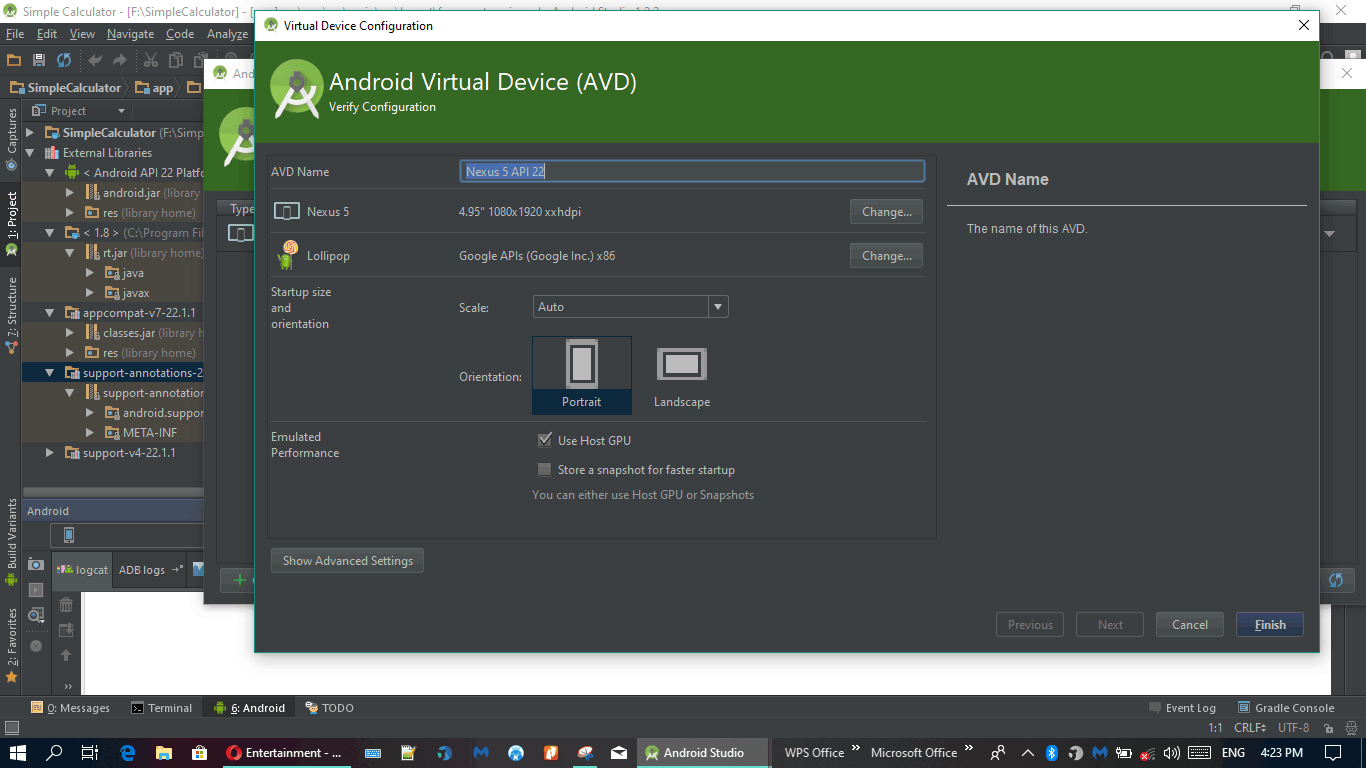 Simple Calculator - [F:\SimpleCalculator] - [
File Edit View Navigate Code Analyze
SimpleCalculator app
Project
SimpleCalculator (F:\Simp
External Libraries
< Android API 22 Platfo
android.jar (library
res (library home)
< 1.8 > (C:\Program Fil
rt.jar (library home)
java
javax
appcompat-v7-22.1.1
classes.jar (library h
res (library home)
support-annotations-2
support-annotation
android.suppor
META-INF
support-v4-22.1.1
Android
logcat ADB logs
Captures
1: Project
7: Structure
Build Variants
2: Favorites
And
Type
Virtual Device Configuration
Android Virtual Device (AVD)
Verify Configuration
AVD Name Nexus 5 API 22
Nexus 5 4.95" 1080x1920 xxhdpi Change...
Lollipop Google APIs (Google Inc.) x86 Change...
Startup size
and
orientation
Scale: Auto
Orientation:
Portrait Landscape
Emulated
Performance
Use Host GPU
Store a snapshot for faster startup
You can either use Host GPU or Snapshots
Show Advanced Settings
AVD Name
The name of this AVD.
Previous Next Cancel Finish
0: Messages Terminal 6: Android TODO Event Log Gradle Console
1:1 CRLF UTF-8
Entertainment - ... Android Studio WPS Office Microsoft Office ENG 4:23 PM